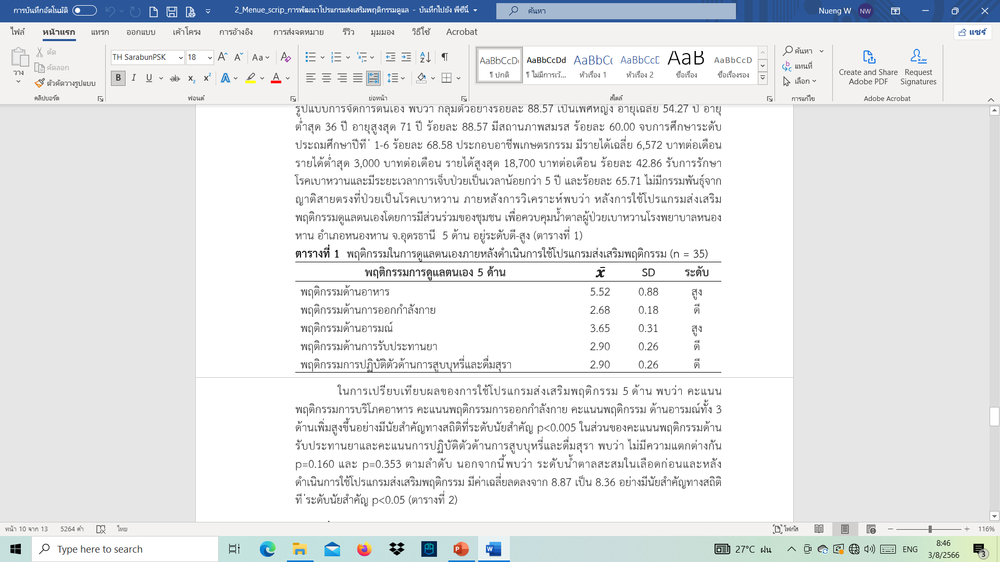 การบันทึกอัตโนมัติ 2_Menue_scrip_การพัฒนาโปรแกรมส่งเสริมพฤติกรรมดูแล - บันทึกไปยัง พีซีนี้ ค้นหา Nueng W NW
ไฟล์ หน้าแรก แทรก ออกแบบ เค้าโครง การอ้างอิง การส่งจดหมาย รีวิว มุมมอง วิธีใช้ Acrobat แชร์
วาง ตัด คัดลอก ตัวคัดวางรูปแบบ
คลิปบอร์ด
TH SarabunPSK 18
ฟอนต์
ย่อหน้า
AaBbCcDd AaBbCcDd AaBbCc AaBbCcD AaB AaBbCcD
¶ ปกติ ¶ ไม่มีการเว้... หัวเรื่อง 1 หัวเรื่อง 2 ชื่อเรื่อง ชื่อเรื่องรอง
สไตล์
ค้นหา
แทนที่
เลือก
การแก้ไข
Create and Share Adobe PDF
Request Signatures
Adobe Acrobat
รูปแบบการจัดการตนเอง พบว่า กลุ่มตัวอย่างร้อยละ 88.57 เป็นเพศหญิง อายุเฉลี่ย 54.27 ปี อายุ
ต่ำสุด 36 ปี อายุสูงสุด 71 ปี ร้อยละ 88.57 มีสถานภาพสมรส ร้อยละ 60.00 จบการศึกษาระดับ
ประถมศึกษาปีที่ 1-6 ร้อยละ 68.58 ประกอบอาชีพเกษตรกรรม มีรายได้เฉลี่ย 6,572 บาทต่อเดือน
รายได้ต่ำสุด 3,000 บาทต่อเดือน รายได้สูงสุด 18,700 บาทต่อเดือน ร้อยละ 42.86 รับการรักษา
โรคเบาหวานและมีระยะเวลาการเจ็บป่วยเป็นเวลาน้อยกว่า 5 ปี และร้อยละ 65.71 ไม่มีกรรมพันธุ์จาก
ญาติสายตรงที่ป่วยเป็นโรคเบาหวาน ภายหลังการวิเคราะห์พบว่า หลังการใช้โปรแกรมส่งเสริม
พฤติกรรมดูแลตนเองโดยการมีส่วนร่วมของชุมชน เพื่อควบคุมน้ำตาลผู้ป่วยเบาหวานโรงพยาบาลหนอง
หาน อำเภอหนองหาน จ.อุดรธานี 5 ด้าน อยู่ระดับดี-สูง (ตารางที่ 1)
ตารางที่ 1 พฤติกรรมในการดูแลตนเองภายหลังดำเนินการใช้โปรแกรมส่งเสริมพฤติกรรม (n = 35)
พฤติกรรมการดูแลตนเอง 5 ด้าน x̄ SD ระดับ
พฤติกรรมด้านอาหาร 5.52 0.88 สูง
พฤติกรรมด้านการออกกำลังกาย 2.68 0.18 ดี
พฤติกรรมด้านอารมณ์ 3.65 0.31 สูง
พฤติกรรมด้านการรับประทานยา 2.90 0.26 ดี
พฤติกรรมการปฏิบัติตัวด้านการสูบบุหรี่และดื่มสุรา 2.90 0.26 ดี
ในการเปรียบเทียบผลของการใช้โปรแกรมส่งเสริมพฤติกรรม 5 ด้าน พบว่า คะแนน
พฤติกรรมการบริโภคอาหาร คะแนนพฤติกรรมการออกกำลังกาย คะแนนพฤติกรรม ด้านอารมณ์ทั้ง 3
ด้านเพิ่มสูงขึ้นอย่างมีนัยสำคัญทางสถิติที่ระดับนัยสำคัญ p<0.005 ในส่วนของคะแนนพฤติกรรมด้าน
รับประทานยาและคะแนนการปฏิบัติตัวด้านการสูบบุหรี่และดื่มสุรา พบว่า ไม่มีความแตกต่างกัน
p=0.160 และ p=0.353 ตามลำดับ นอกจากนี้พบว่า ระดับน้ำตาลสะสมในเลือดก่อนและหลัง
ดำเนินการใช้โปรแกรมส่งเสริมพฤติกรรม มีค่าเฉลี่ยลดลงจาก 8.87 เป็น 8.36 อย่างมีนัยสำคัญทางสถิติ
ที่ระดับนัยสำคัญ p<0.05 (ตารางที่ 2)
หน้า 10 จาก 13 5264 คำ ไทย โฟกัส 116%
Type here to search 27°C ฝน ENG 8:46
3/8/2566 3